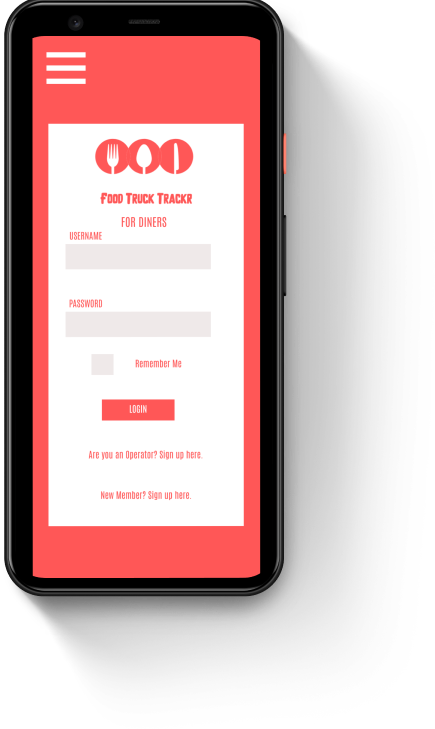 Food Truck Trackr
FOR DINERS
USERNAME
PASSWORD
Remember Me
LOGIN
Are you an Operator? Sign up here.
New Member? Sign up here.